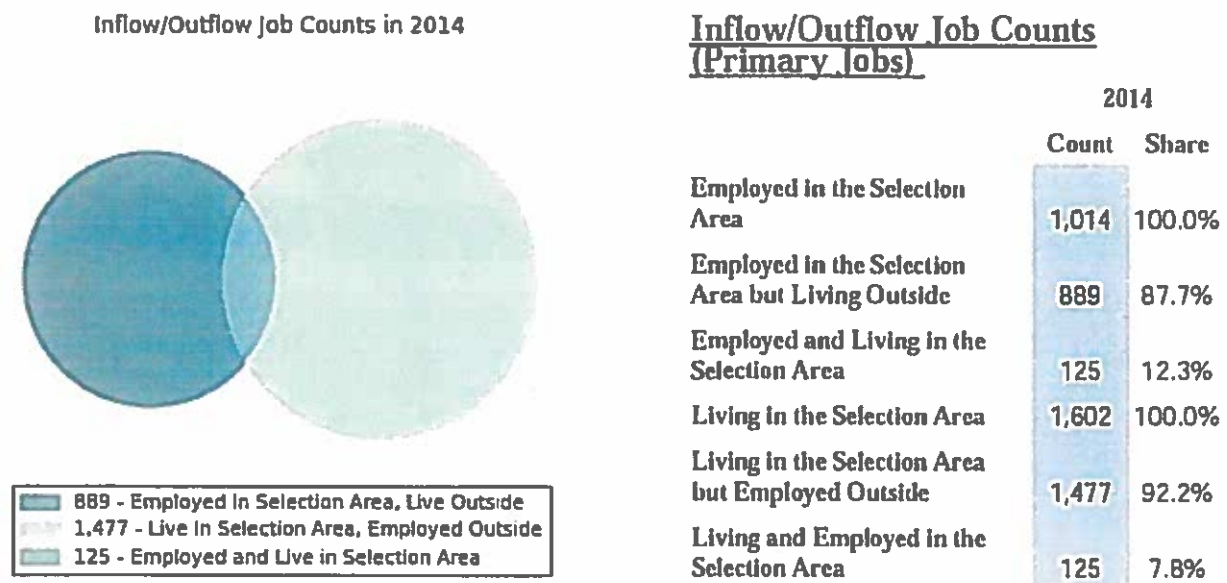 Inflow/Outflow Job Counts in 2014
889 - Employed in Selection Area, Live Outside
1,477 - Live in Selection Area, Employed Outside
125 - Employed and Live in Selection Area
Inflow/Outflow Job Counts
(Primary Jobs)
2014
Count Share
Employed in the Selection
Area 1,014 100.0%
Employed in the Selection
Area but Living Outside 889 87.7%
Employed and Living in the
Selection Area 125 12.3%
Living in the Selection Area 1,602 100.0%
Living in the Selection Area
but Employed Outside 1,477 92.2%
Living and Employed in the
Selection Area 125 7.8%